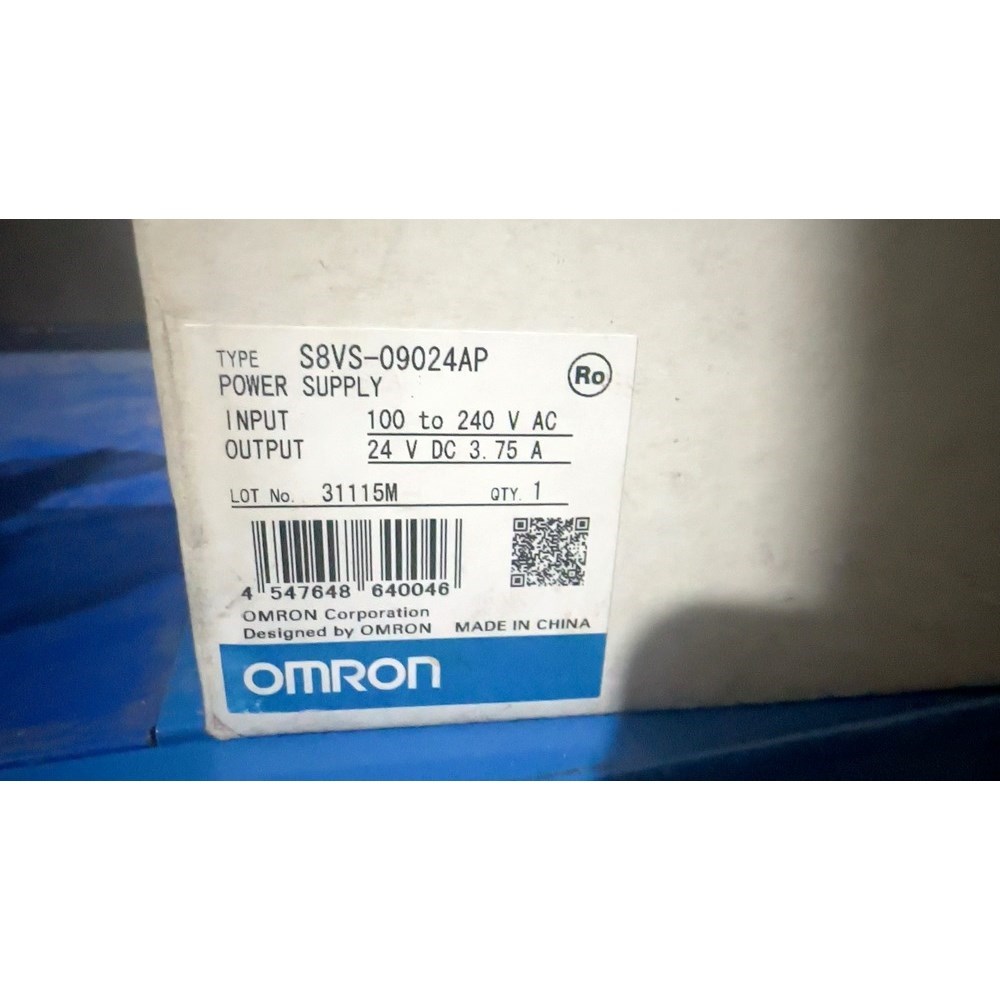 TYPE S8VS-09024AP
POWER SUPPLY
Ro
INPUT 100 to 240 V AC
OUTPUT 24 V DC 3.75 A
LOT No. 31115M QTY. 1
4 547648 640046
OMRON Corporation
Designed by OMRON MADE IN CHINA
OMRON